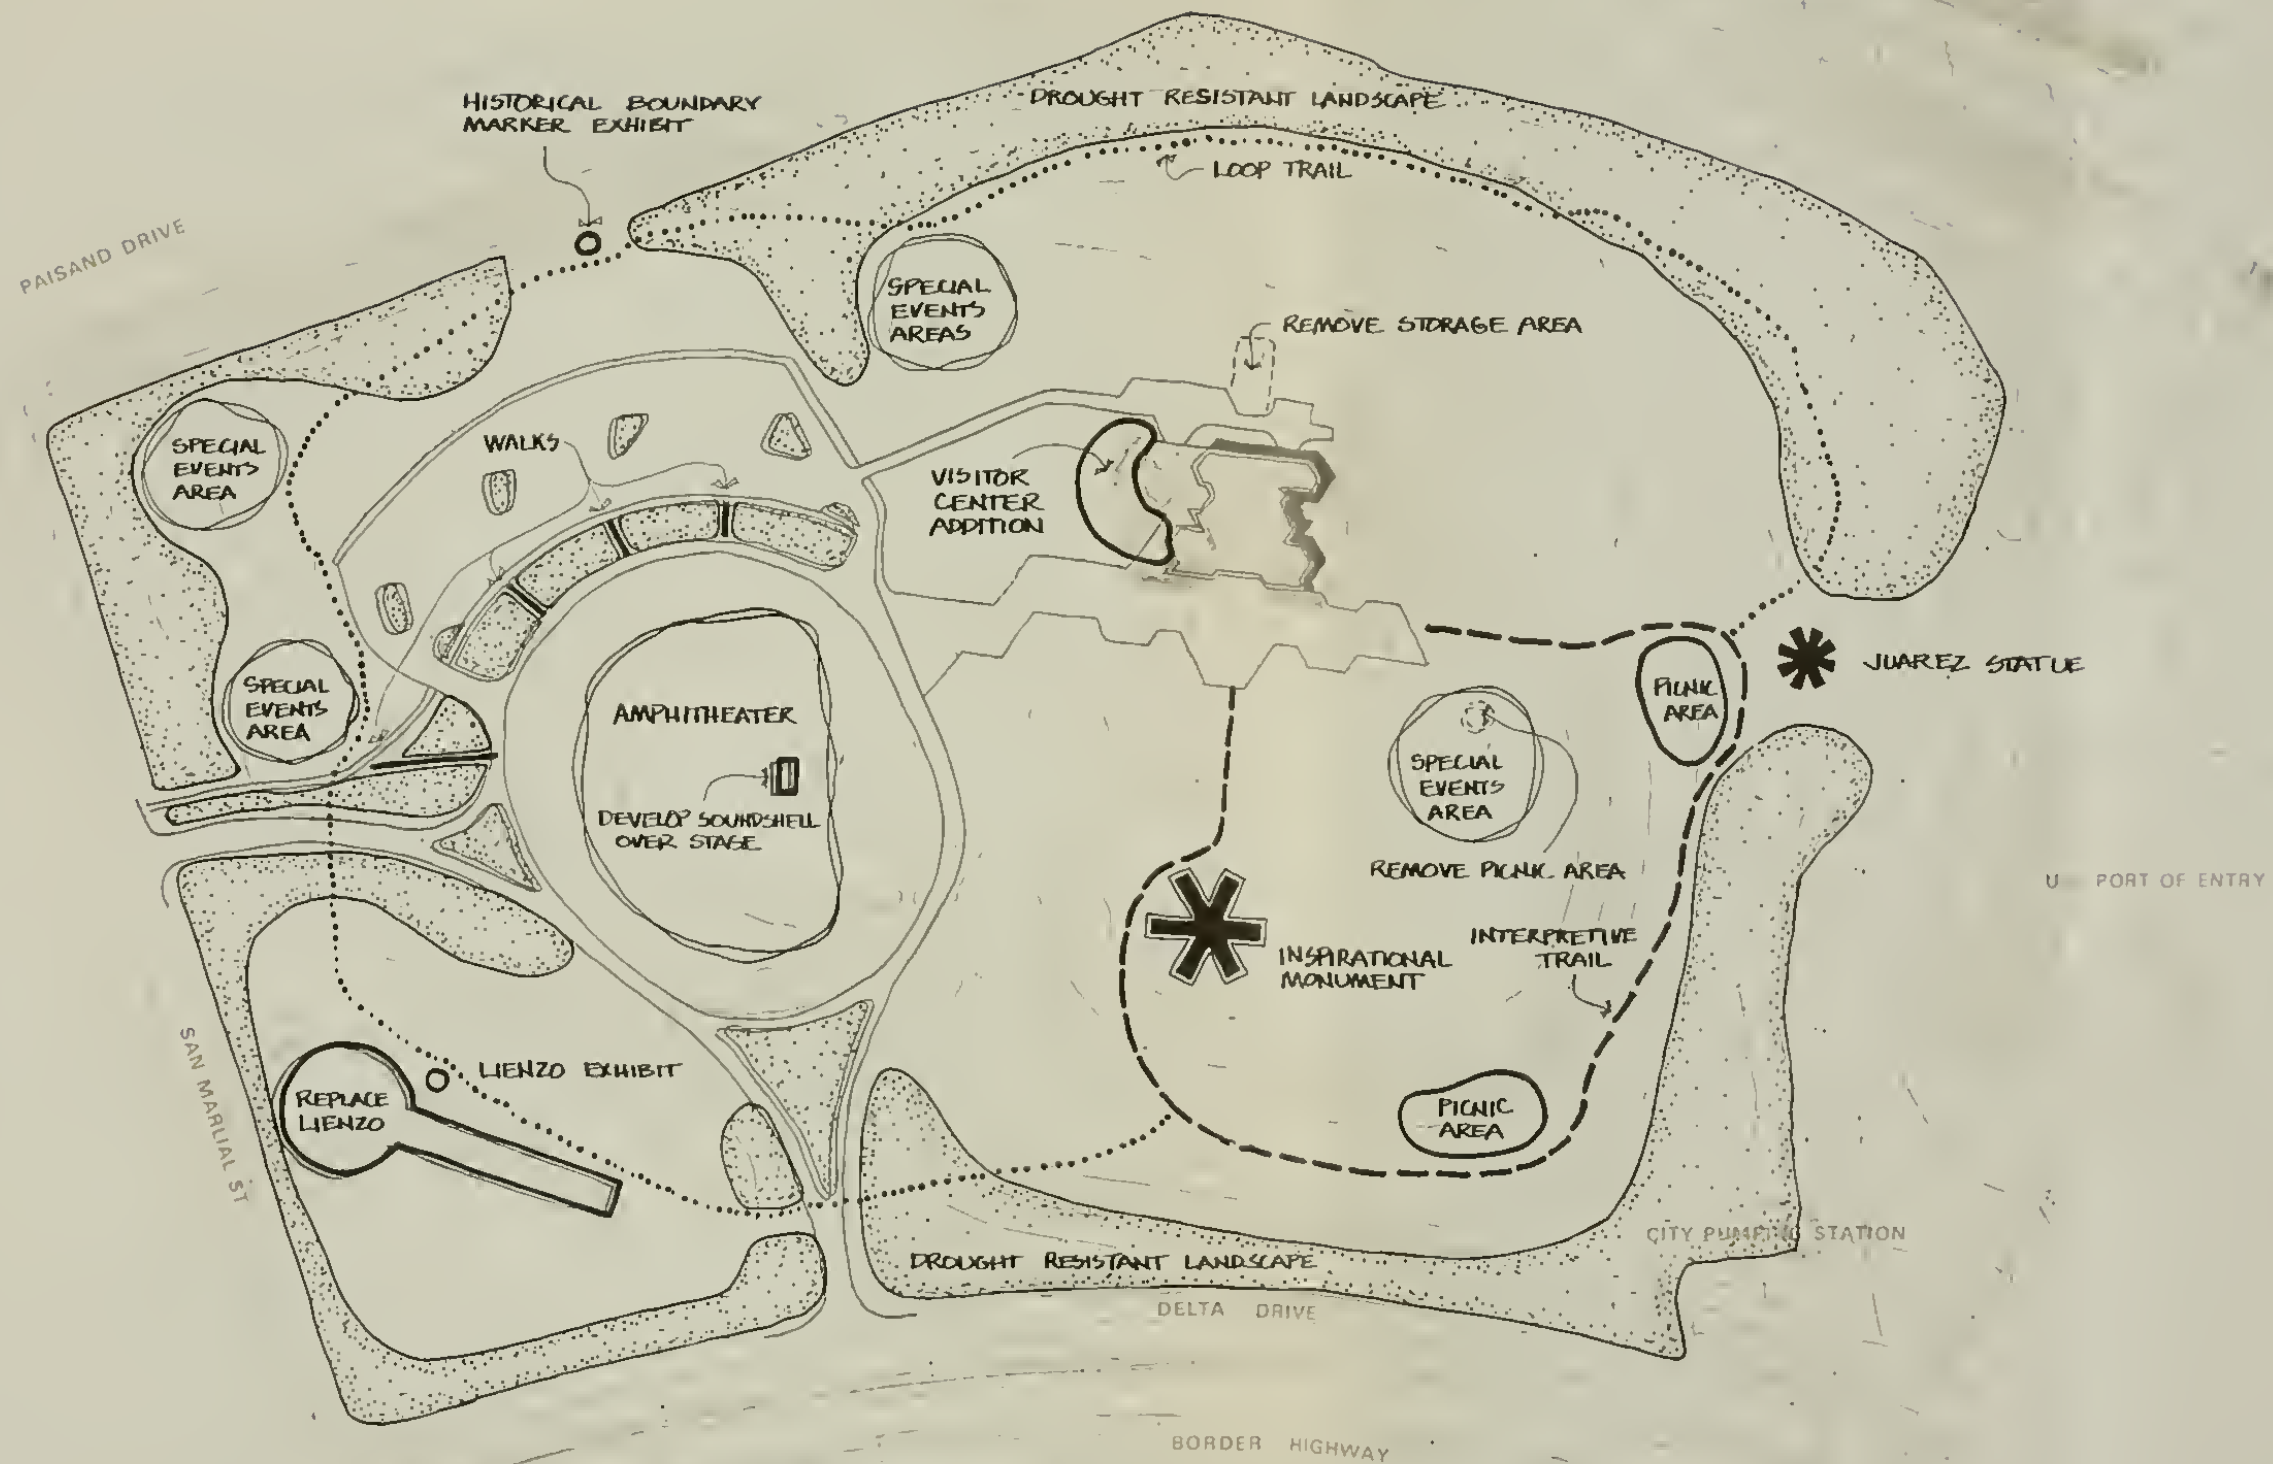 DROUGHT RESISTANT LANDSCAPE
HISTORICAL BOUNDARY
MARKER EXHIBIT
LOOP TRAIL
PAISAND DRIVE
SPECIAL
EVENTS
AREAS
REMOVE STORAGE AREA
SPECIAL
EVENTS
AREA
WALKS
VISITOR
CENTER
ADDITION
JUAREZ STATUE
SPECIAL
EVENTS
AREA
AMPHITHEATER
PICNIC
AREA
SPECIAL
EVENTS
AREA
DEVELOP SOUNDSHELL
OVER STAGE
REMOVE PICNIC AREA
U PORT OF ENTRY
INTERPRETIVE
TRAIL
INSPIRATIONAL
MONUMENT
LIENZO EXHIBIT
REPLACE
LIENZO
SAN MARLIAL ST
PICNIC
AREA
CITY PUMPING STATION
DROUGHT RESISTANT LANDSCAPE
DELTA DRIVE
BORDER HIGHWAY